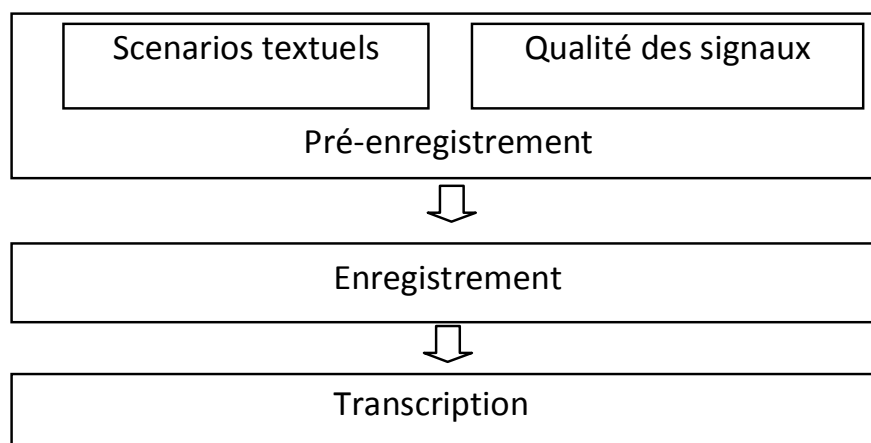 Scenarios textuels
Qualité des signaux
Pré-enregistrement
Enregistrement
Transcription